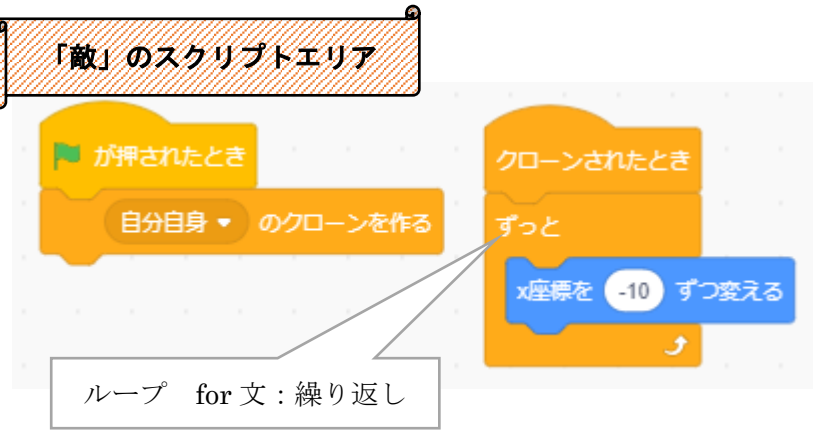 「敵」のスクリプトエリア
が押されたとき
自分自身 のクローンを作る
クローンされたとき
ずっと
x座標を -10 ずつ変える
ループ　for 文：繰り返し